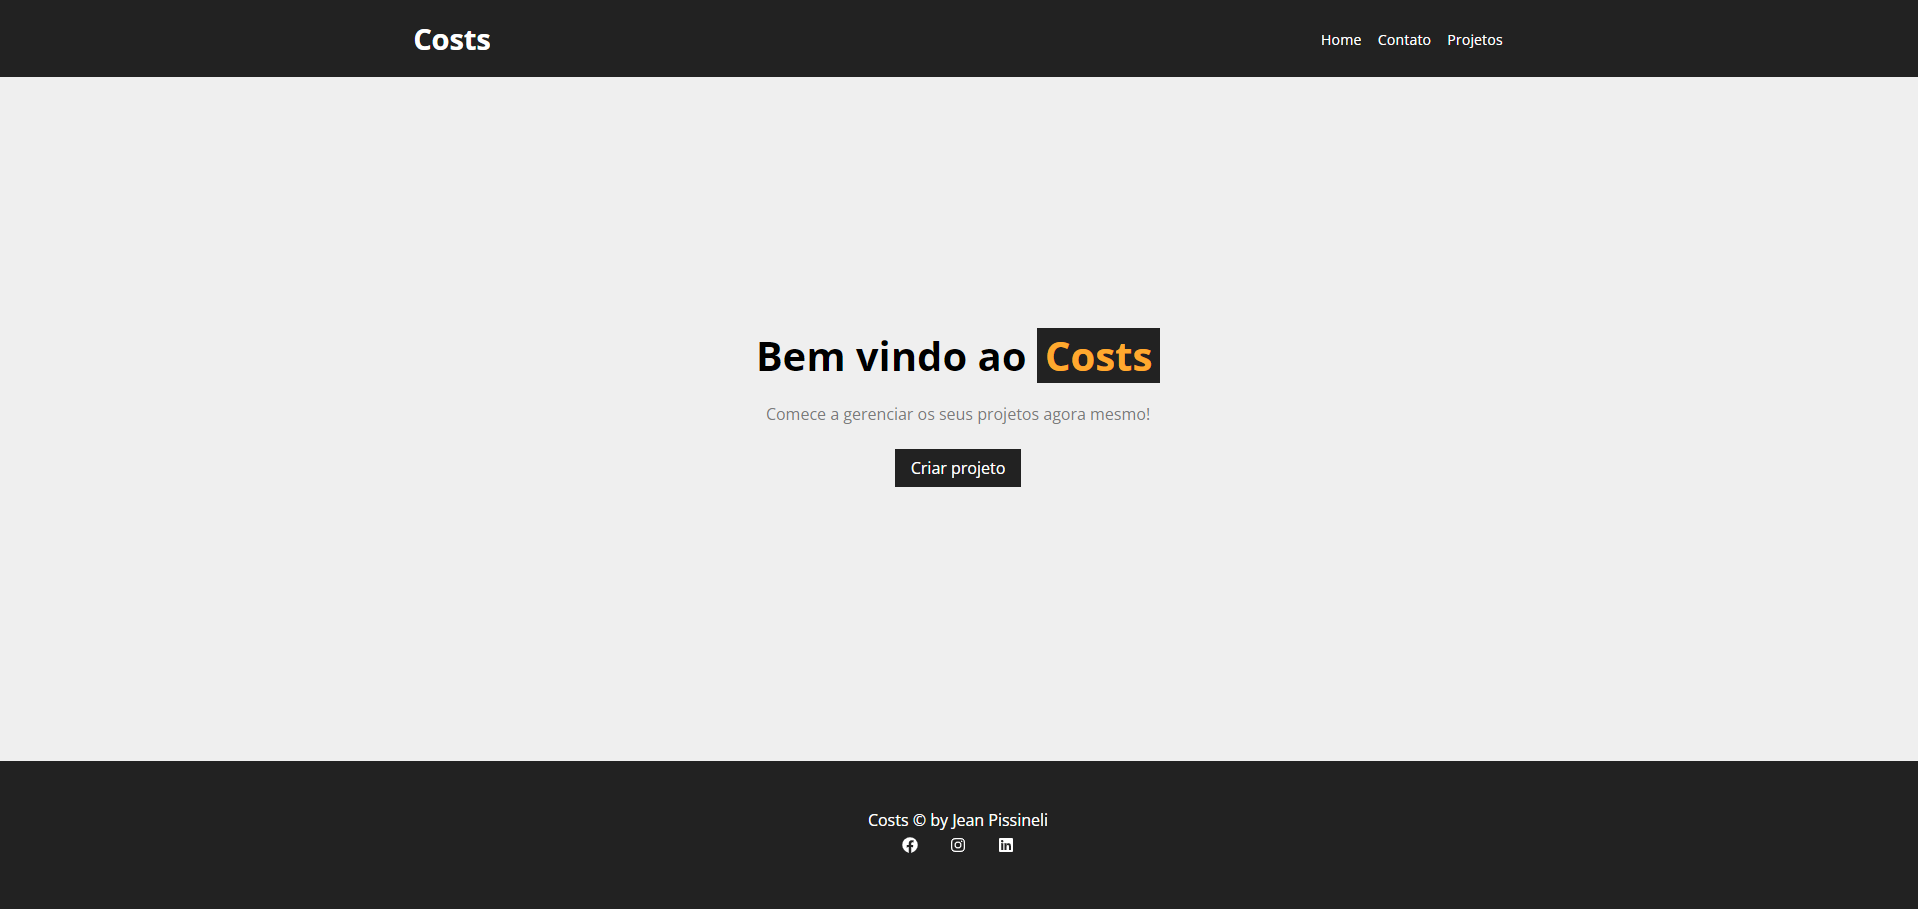 Costs
Home Contato Projetos
Bem vindo ao Costs
Comece a gerenciar os seus projetos agora mesmo!
Criar projeto
Costs © by Jean Pissineli